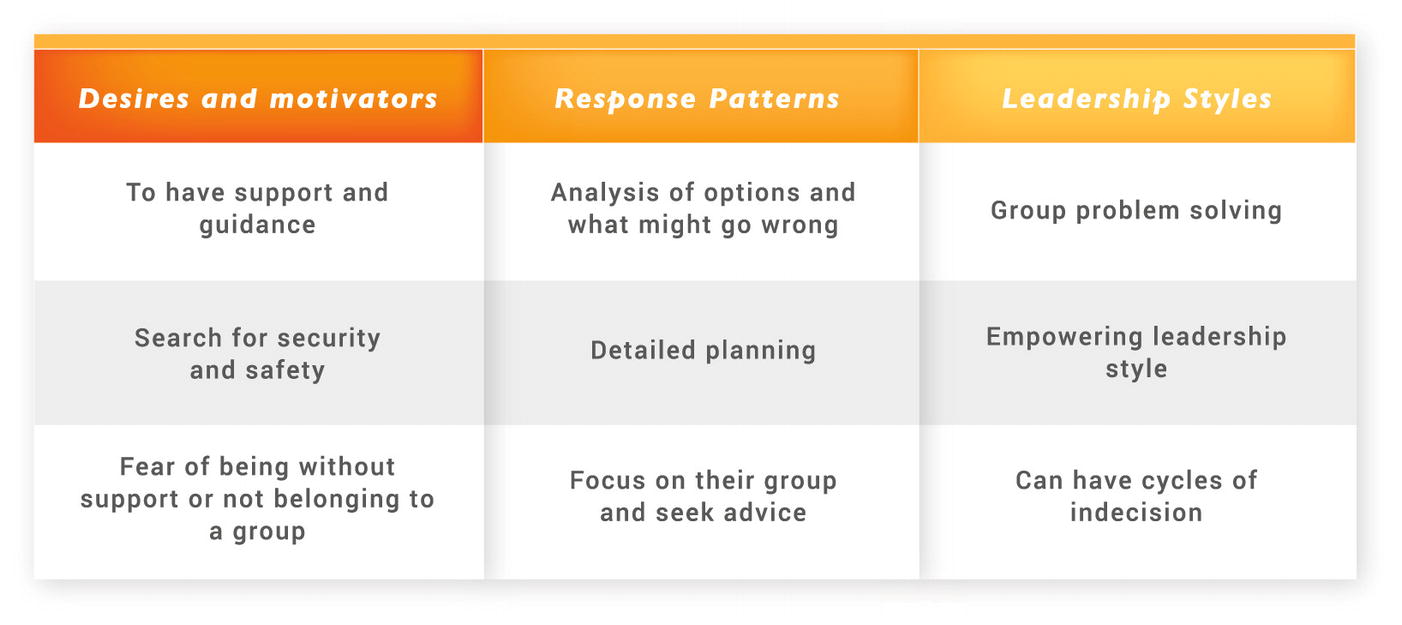 Desires and motivators
Response Patterns
Leadership Styles
To have support and
guidance
Analysis of options and
what might go wrong
Group problem solving
Search for security
and safety
Detailed planning
Empowering leadership
style
Fear of being without
support or not belonging to
a group
Focus on their group
and seek advice
Can have cycles of
indecision